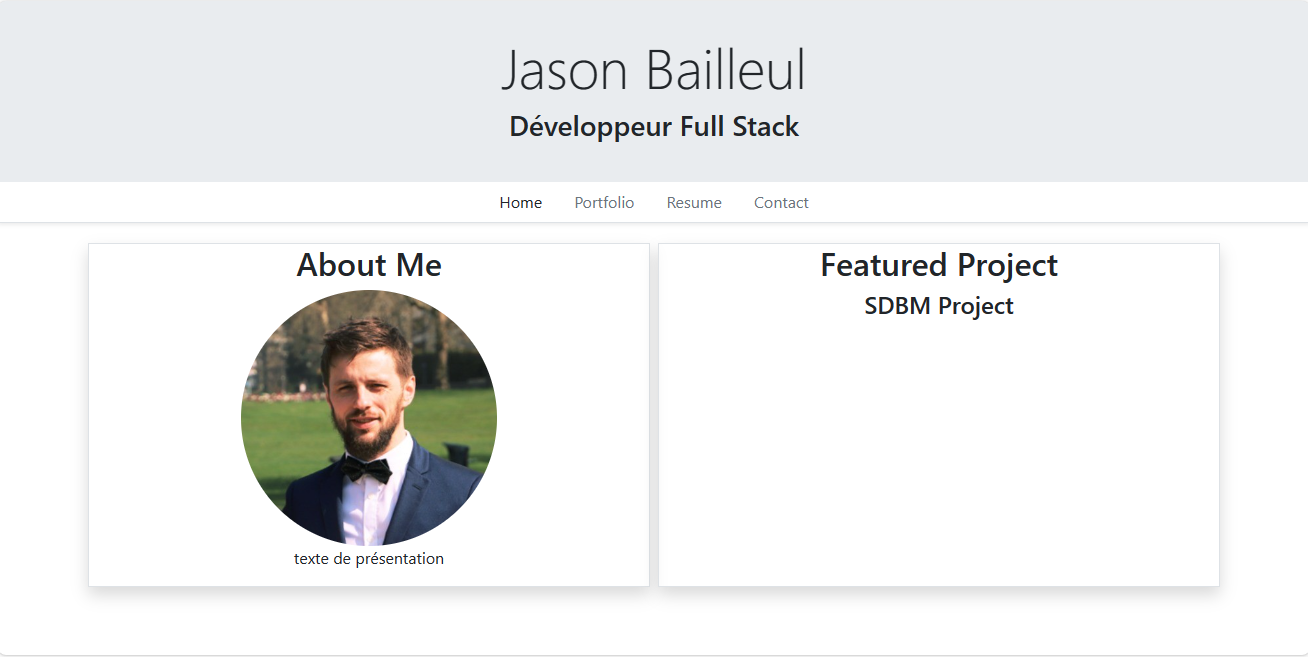 Jason Bailleul
Développeur Full Stack
Home Portfolio Resume Contact
About Me
texte de présentation
Featured Project
SDBM Project